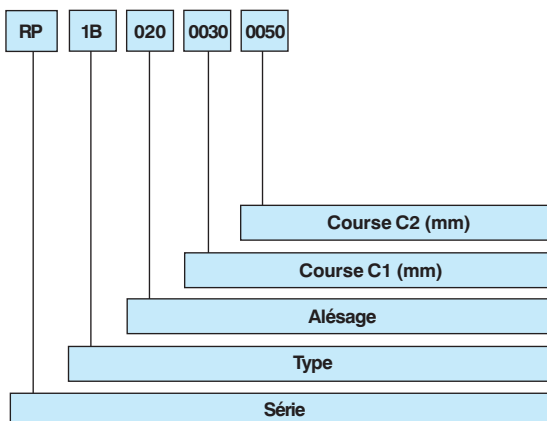 RP 1B 020 0030 0050
Course C2 (mm)
Course C1 (mm)
Alésage
Type
Série